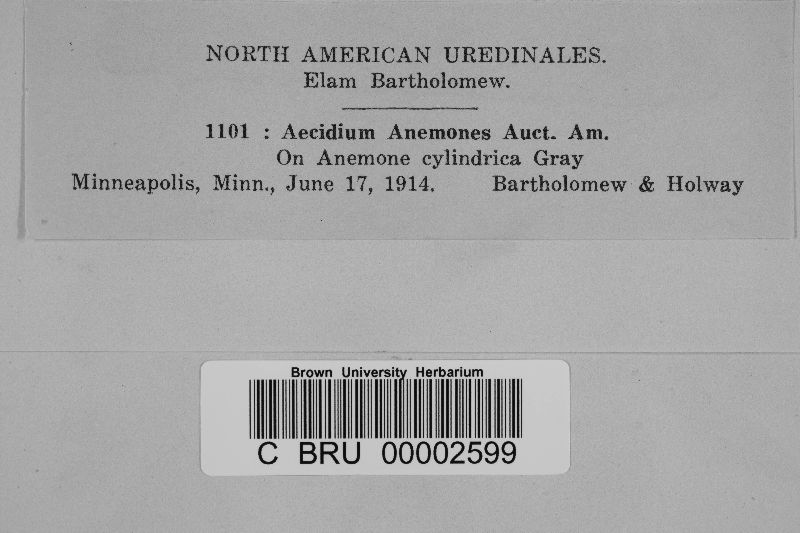 NORTH AMERICAN UREDINALES.
Elam Bartholomew.
1101 : Aecidium Anemones Auct. Am.
On Anemone cylindrica Gray
Minneapolis, Minn., June 17, 1914. Bartholomew & Holway
Brown University Herbarium
C BRU 00002599